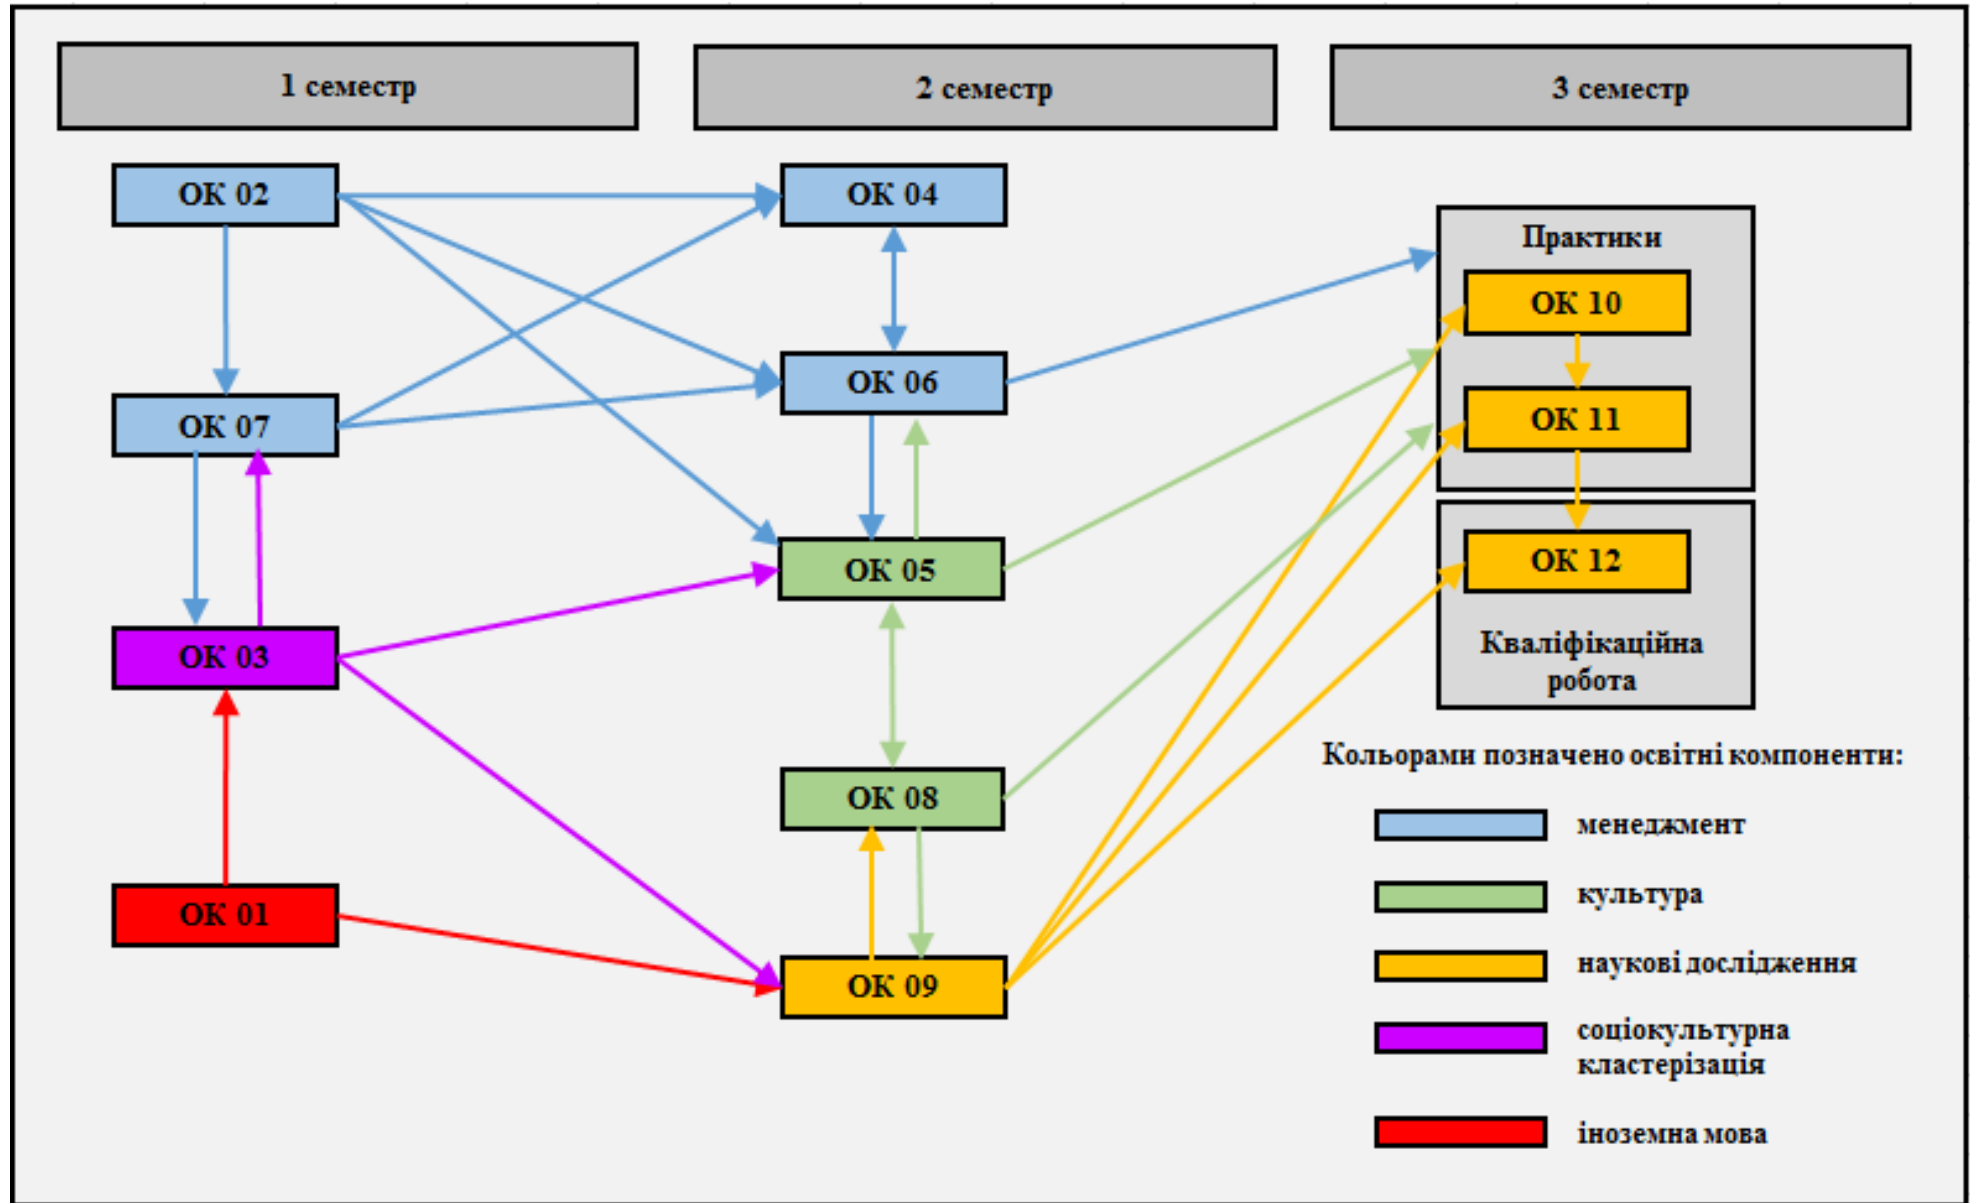 1 семестр
2 семестр
3 семестр
ОК 02
ОК 07
ОК 03
ОК 01
ОК 04
ОК 06
ОК 05
ОК 08
ОК 09
Практики
ОК 10
ОК 11
ОК 12
Кваліфікаційна
робота
Кольорами позначено освітні компоненти:
менеджмент
культура
наукові дослідження
соціокультурна
кластерізація
іноземна мова